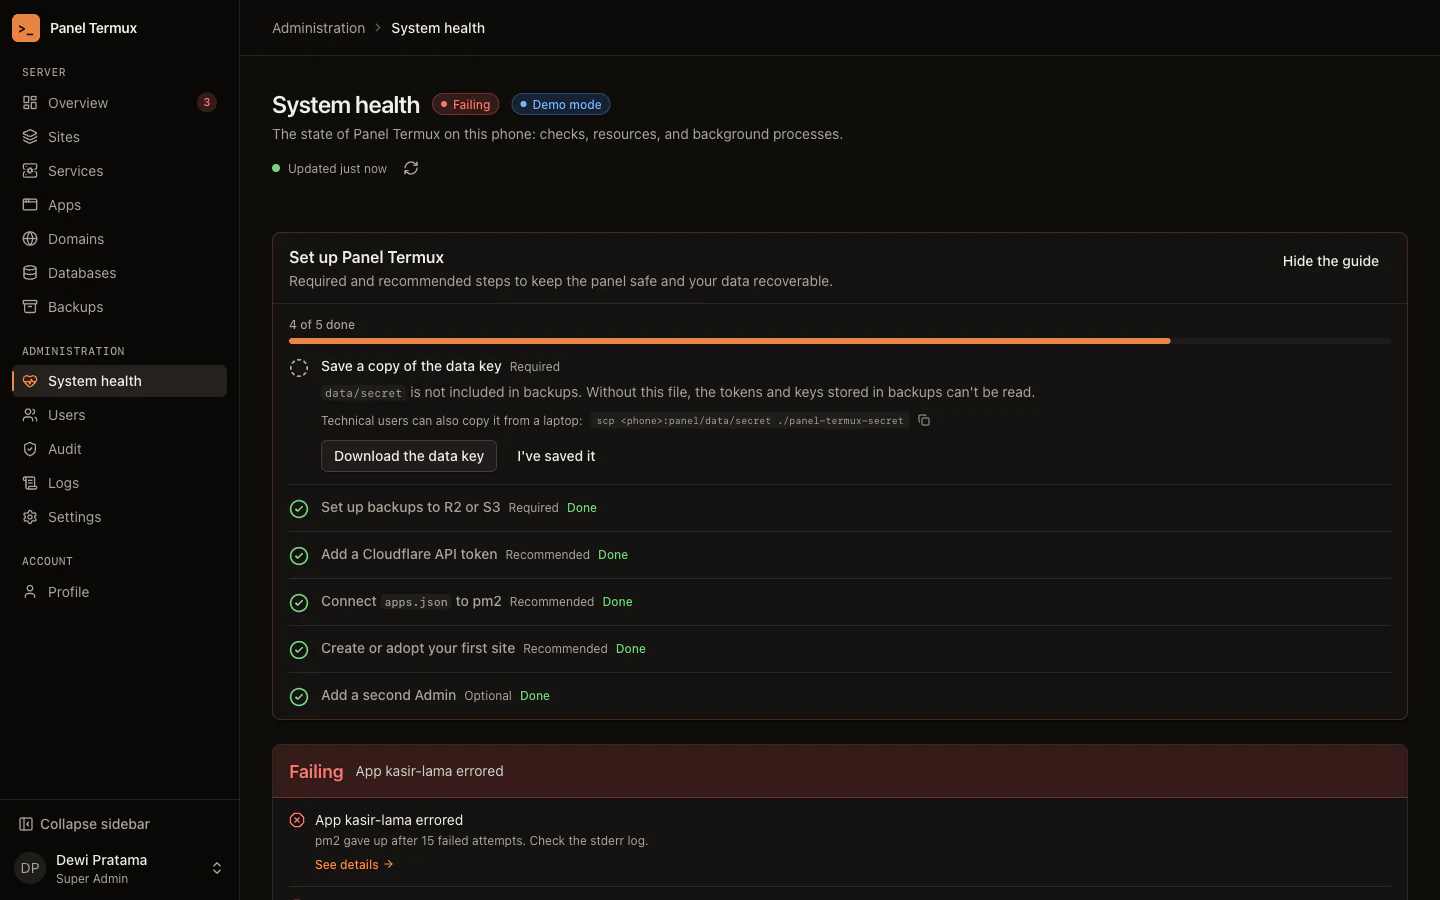 >_ Panel Termux
Administration > System health
SERVER
Overview 3
Sites
Services
Apps
Domains
Databases
Backups
ADMINISTRATION
System health
Users
Audit
Logs
Settings
ACCOUNT
Profile
Collapse sidebar
DP Dewi Pratama
Super Admin
System health Failing Demo mode
The state of Panel Termux on this phone: checks, resources, and background processes.
Updated just now
Set up Panel Termux
Required and recommended steps to keep the panel safe and your data recoverable.
Hide the guide
4 of 5 done
Save a copy of the data key Required
data/secret is not included in backups. Without this file, the tokens and keys stored in backups can't be read.
Technical users can also copy it from a laptop: scp <phone>:panel/data/secret ./panel-termux-secret
Download the data key I've saved it
Set up backups to R2 or S3 Required Done
Add a Cloudflare API token Recommended Done
Connect apps.json to pm2 Recommended Done
Create or adopt your first site Recommended Done
Add a second Admin Optional Done
Failing App kasir-lama errored
App kasir-lama errored
pm2 gave up after 15 failed attempts. Check the stderr log.
See details →